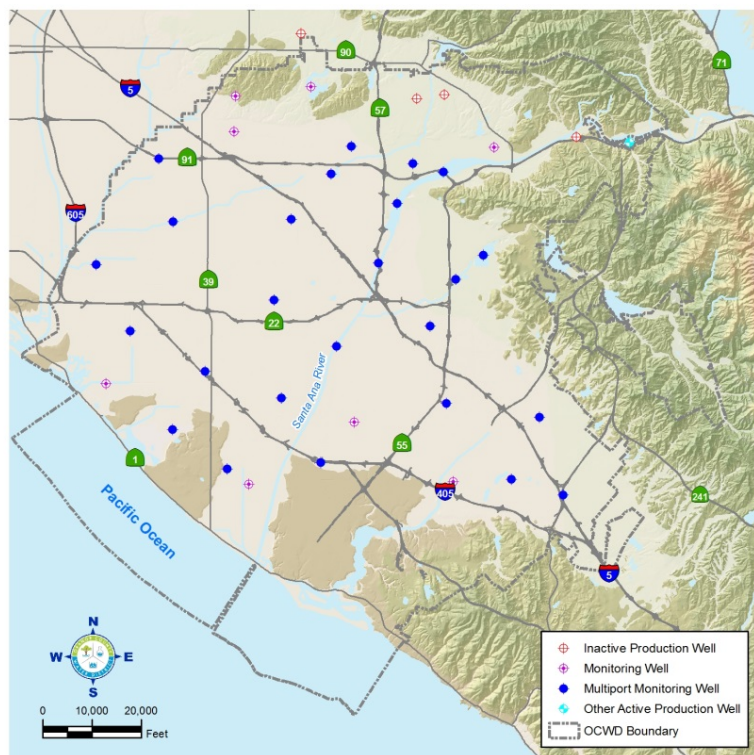 90
71
5
57
91
605
39
22
Santa Ana River
55
1
Pacific Ocean
405
241
5
N
W E
S
0 10,000 20,000
Feet
Inactive Production Well
Monitoring Well
Multiport Monitoring Well
Other Active Production Well
OCWD Boundary